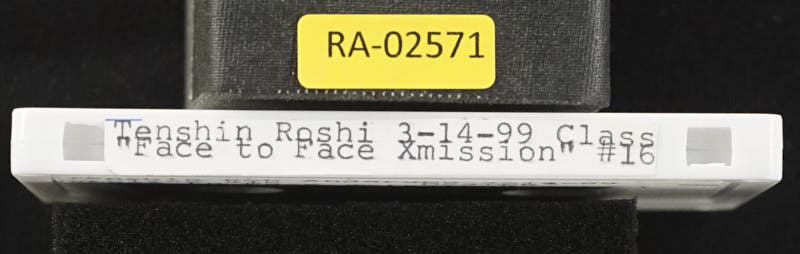 RA-02571
Tenshin Roshi 3-14-99 Class
"Face to Face Xmission" #16